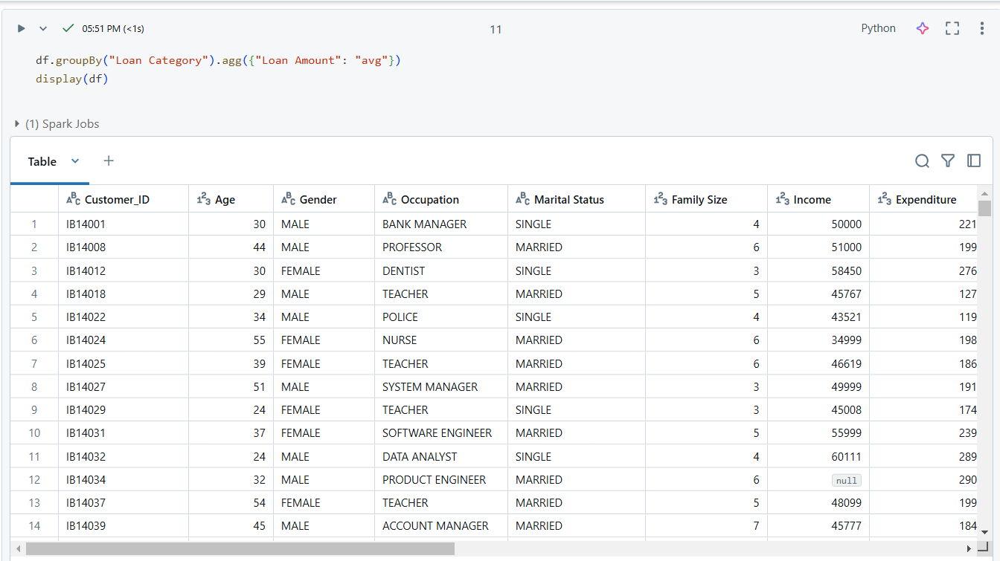 05:51 PM (<1s) 11 Python
df.groupBy("Loan Category").agg({"Loan Amount": "avg"})
display(df)
(1) Spark Jobs
Table +
Customer_ID Age Gender Occupation Marital Status Family Size Income Expenditure
1 IB14001 30 MALE BANK MANAGER SINGLE 4 50000 221
2 IB14008 44 MALE PROFESSOR MARRIED 6 51000 199
3 IB14012 30 FEMALE DENTIST SINGLE 3 58450 276
4 IB14018 29 MALE TEACHER MARRIED 5 45767 127
5 IB14022 34 MALE POLICE SINGLE 4 43521 119
6 IB14024 55 FEMALE NURSE MARRIED 6 34999 198
7 IB14025 39 FEMALE TEACHER MARRIED 6 46619 186
8 IB14027 51 MALE SYSTEM MANAGER MARRIED 3 49999 191
9 IB14029 24 FEMALE TEACHER SINGLE 3 45008 174
10 IB14031 37 FEMALE SOFTWARE ENGINEER MARRIED 5 55999 239
11 IB14032 24 MALE DATA ANALYST SINGLE 4 60111 289
12 IB14034 32 MALE PRODUCT ENGINEER MARRIED 6 null 290
13 IB14037 54 FEMALE TEACHER MARRIED 5 48099 199
14 IB14039 45 MALE ACCOUNT MANAGER MARRIED 7 45777 184